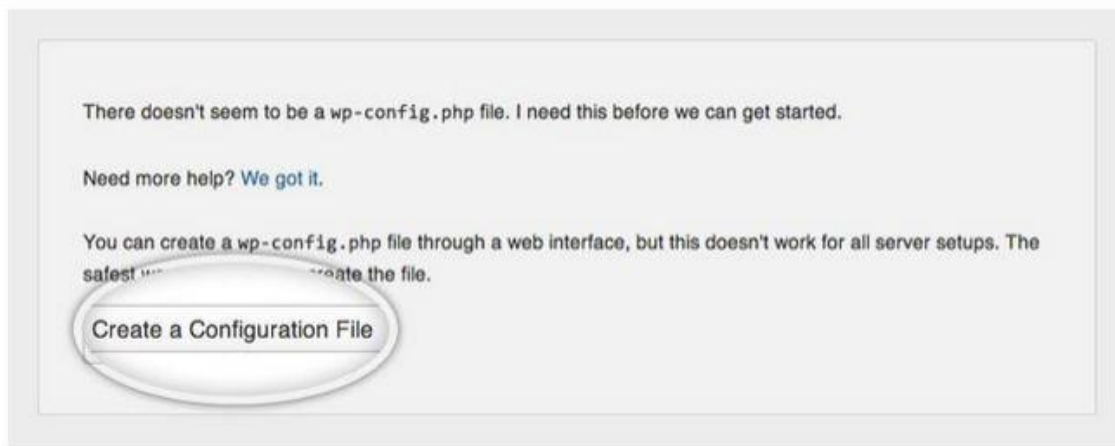 There doesn't seem to be a wp-config.php file. I need this before we can get started.
Need more help? We got it.
You can create a wp-config.php file through a web interface, but this doesn't work for all server setups. The
safest the file.
Create a Configuration File